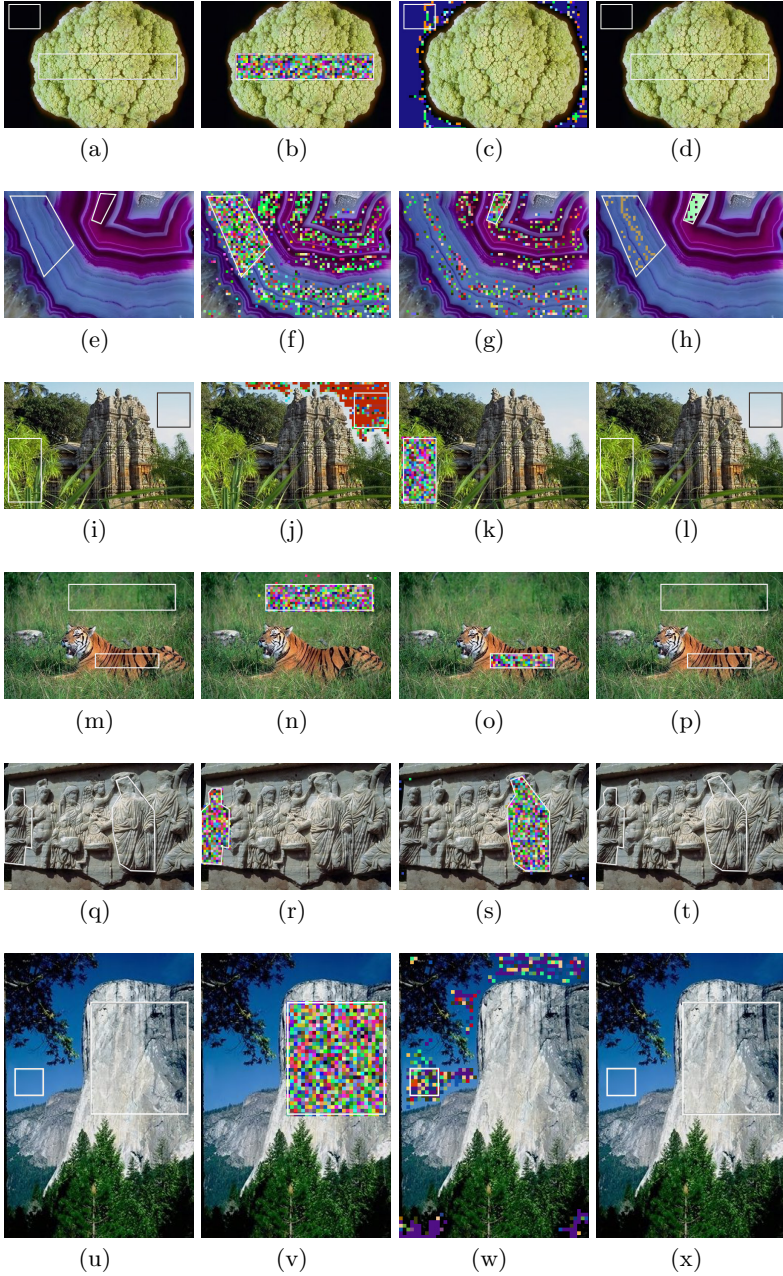 (a) (b) (c) (d)
(e) (f) (g) (h)
(i) (j) (k) (l)
(m) (n) (o) (p)
(q) (r) (s) (t)
(u) (v) (w) (x)